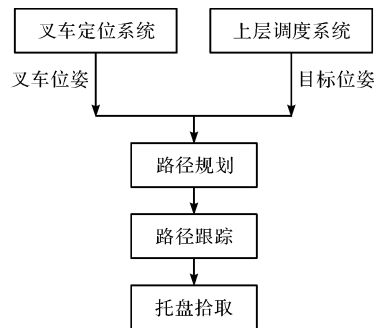 叉车定位系统
上层调度系统
叉车位姿
目标位姿
路径规划
路径跟踪
托盘拾取